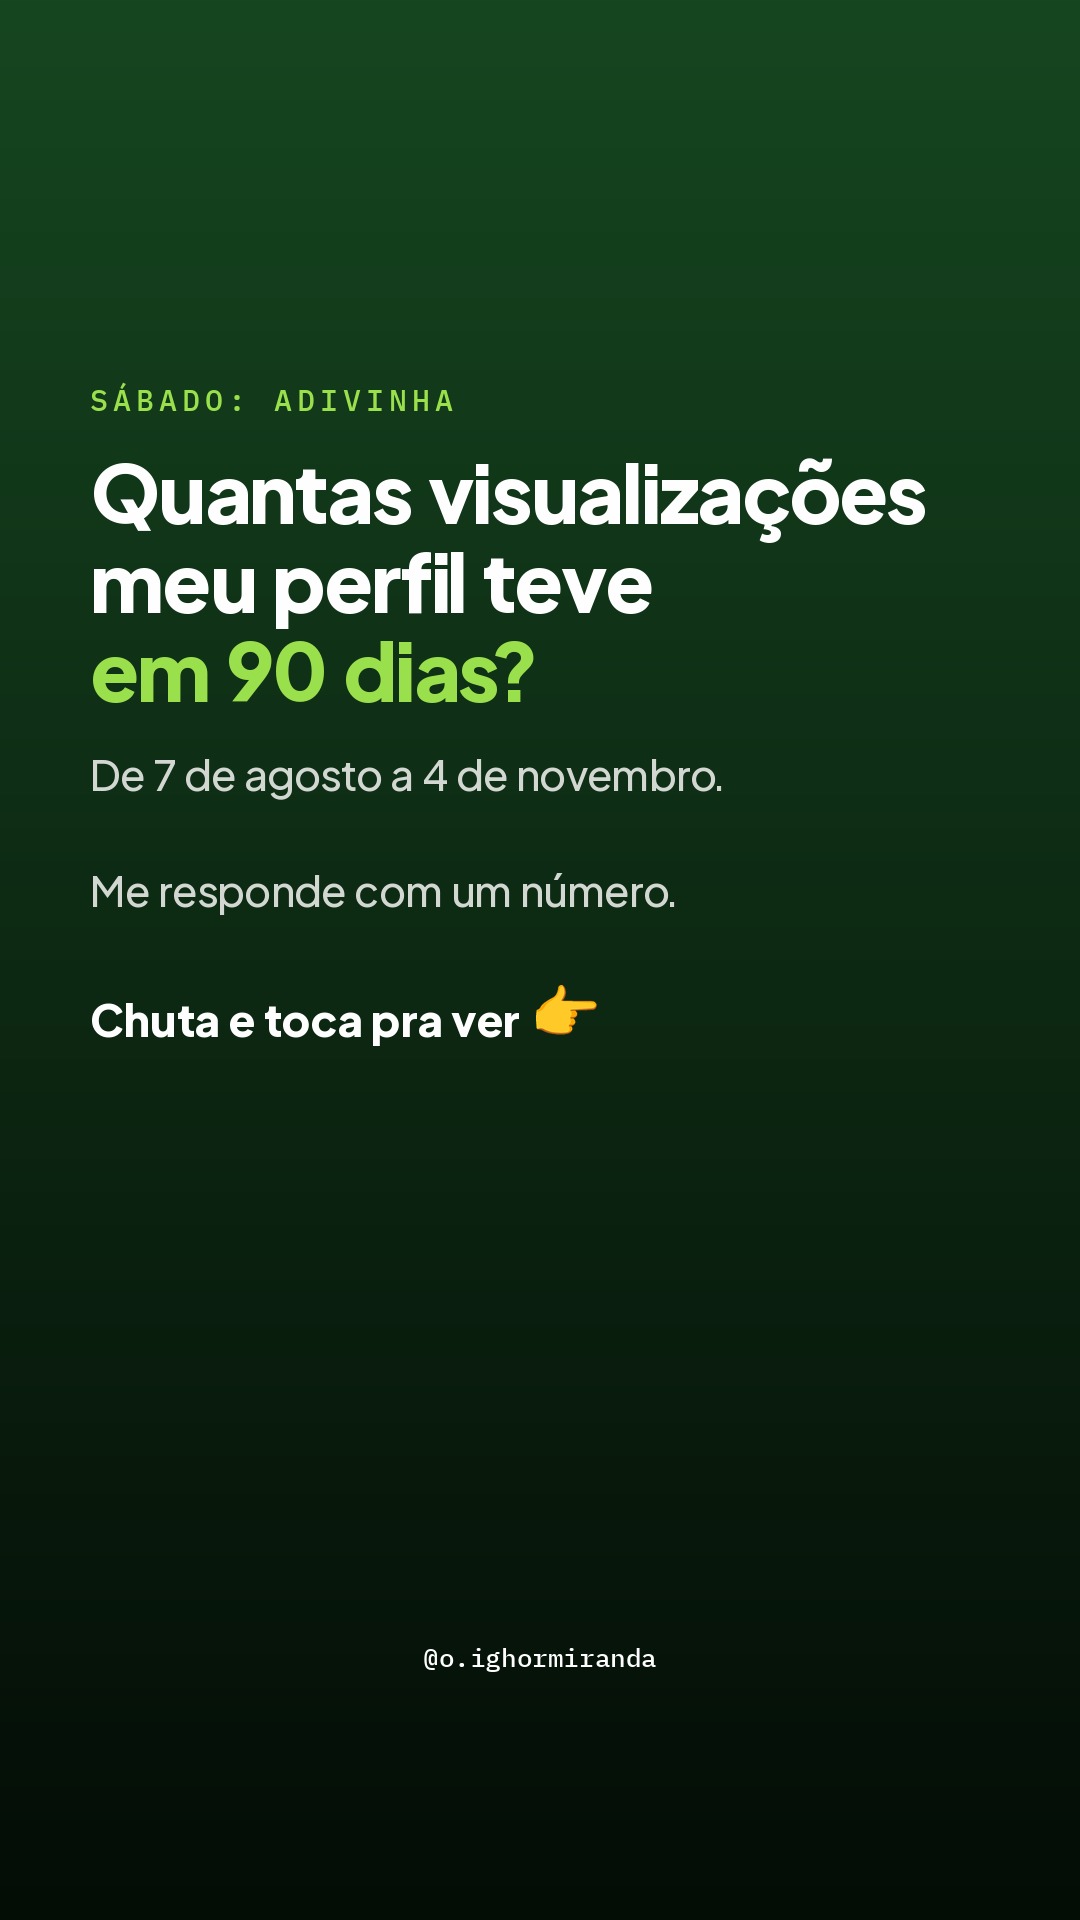 SÁBADO: ADIVINHA
Quantas visualizações
meu perfil teve
em 90 dias?
De 7 de agosto a 4 de novembro.
Me responde com um número.
Chuta e toca pra ver 👉
@o.ighormiranda